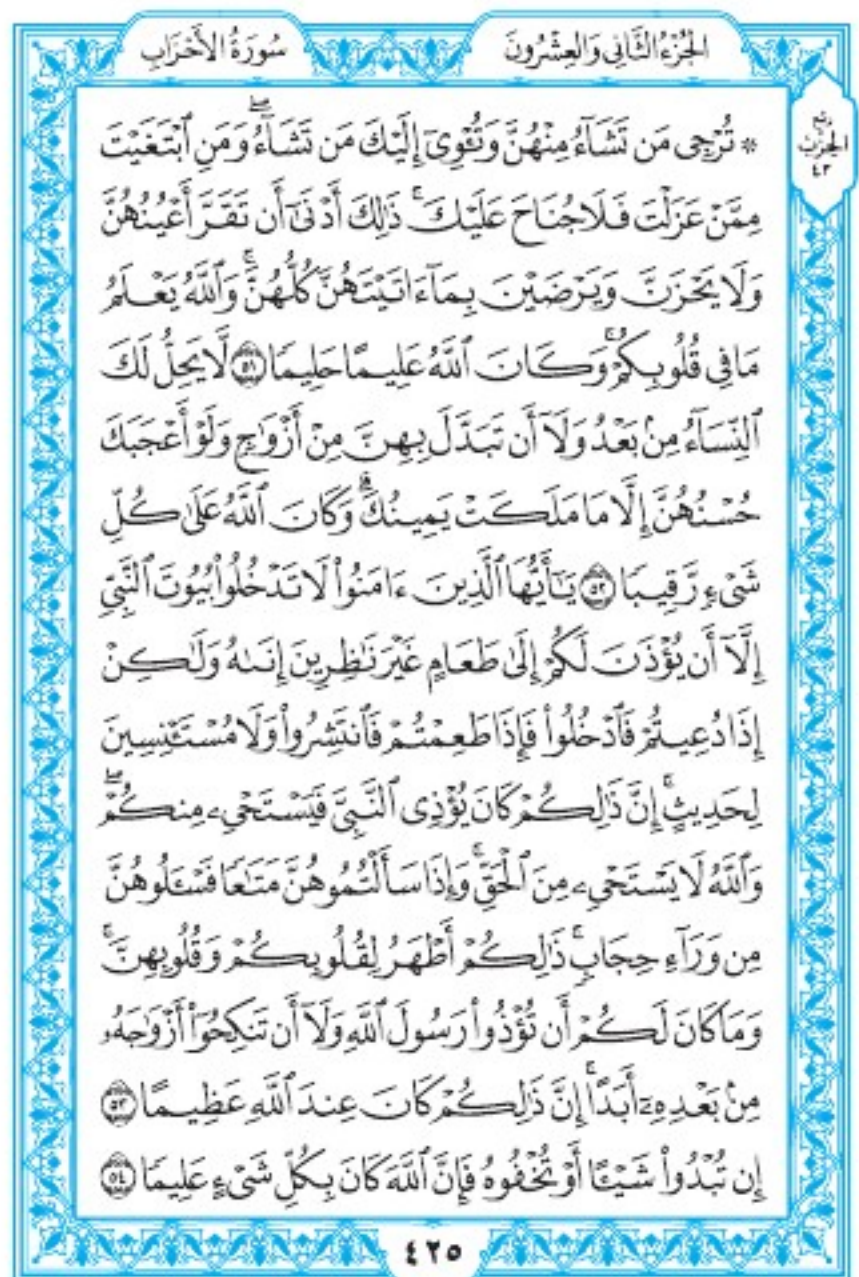 الجُزْءُ الثَّانِي وَالعِشْرُونَ
سُورَةُ الأَحْزَابِ
ربع
الحِزْبِ
٤٣
* تُرْجِي مَن تَشَآءُ مِنْهُنَّ وَتُـْٔوِيٓ إِلَيْكَ مَن تَشَآءُۖ وَمَنِ ٱبْتَغَيْتَ
مِمَّنْ عَزَلْتَ فَلَا جُنَاحَ عَلَيْكَۚ ذَٰلِكَ أَدْنَىٰٓ أَن تَقَرَّ أَعْيُنُهُنَّ
وَلَا يَحْزَنَّ وَيَرْضَيْنَ بِمَآ ءَاتَيْتَهُنَّ كُلُّهُنَّۚ وَٱللَّهُ يَعْلَمُ
مَا فِي قُلُوبِكُمْۚ وَكَانَ ٱللَّهُ عَلِيمًا حَلِيمًا ٥١ لَّا يَحِلُّ لَكَ
ٱلنِّسَآءُ مِنۢ بَعْدُ وَلَآ أَن تَبَدَّلَ بِهِنَّ مِنْ أَزْوَٰجٍ وَلَوْ أَعْجَبَكَ
حُسْنُهُنَّ إِلَّا مَا مَلَكَتْ يَمِينُكَۗ وَكَانَ ٱللَّهُ عَلَىٰ كُلِّ
شَيْءٍ رَّقِيبًا ٥٢ يَٰٓأَيُّهَا ٱلَّذِينَ ءَامَنُوا۟ لَا تَدْخُلُوا۟ بُيُوتَ ٱلنَّبِيِّ
إِلَّآ أَن يُؤْذَنَ لَكُمْ إِلَىٰ طَعَامٍ غَيْرَ نَٰظِرِينَ إِنَىٰهُ وَلَٰكِنْ
إِذَا دُعِيتُمْ فَٱدْخُلُوا۟ فَإِذَا طَعِمْتُمْ فَٱنتَشِرُوا۟ وَلَا مُسْتَـْٔنِسِينَ
لِحَدِيثٍۚ إِنَّ ذَٰلِكُمْ كَانَ يُؤْذِي ٱلنَّبِيَّ فَيَسْتَحْيِۦ مِنكُمْۖ
وَٱللَّهُ لَا يَسْتَحْيِۦ مِنَ ٱلْحَقِّۚ وَإِذَا سَأَلْتُمُوهُنَّ مَتَٰعًا فَسْـَٔلُوهُنَّ
مِن وَرَآءِ حِجَابٍۚ ذَٰلِكُمْ أَطْهَرُ لِقُلُوبِكُمْ وَقُلُوبِهِنَّۚ
وَمَا كَانَ لَكُمْ أَن تُؤْذُوا۟ رَسُولَ ٱللَّهِ وَلَآ أَن تَنكِحُوٓا۟ أَزْوَٰجَهُۥ
مِنۢ بَعْدِهِۦٓ أَبَدًاۚ إِنَّ ذَٰلِكُمْ كَانَ عِندَ ٱللَّهِ عَظِيمًا ٥٣
إِن تُبْدُوا۟ شَيْـًٔا أَوْ تُخْفُوهُ فَإِنَّ ٱللَّهَ كَانَ بِكُلِّ شَيْءٍ عَلِيمًا ٥٤
٤٢٥